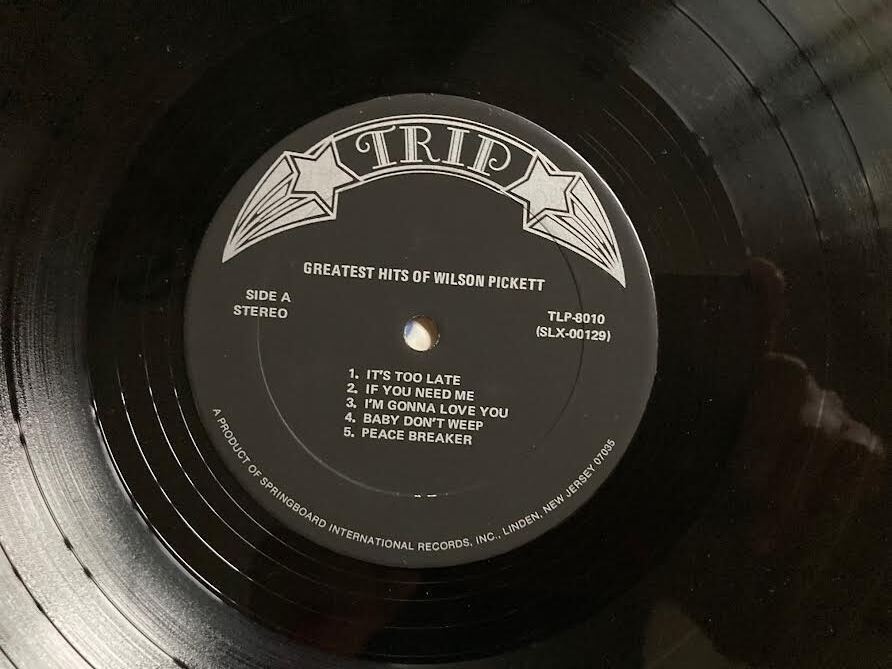 TRIP
GREATEST HITS OF WILSON PICKETT
SIDE A
STEREO
TLP-8010
(SLX-00129)
1. IT'S TOO LATE
2. IF YOU NEED ME
3. I'M GONNA LOVE YOU
4. BABY DON'T WEEP
5. PEACE BREAKER
A PRODUCT OF SPRINGBOARD INTERNATIONAL RECORDS, INC., LINDEN, NEW JERSEY 07035